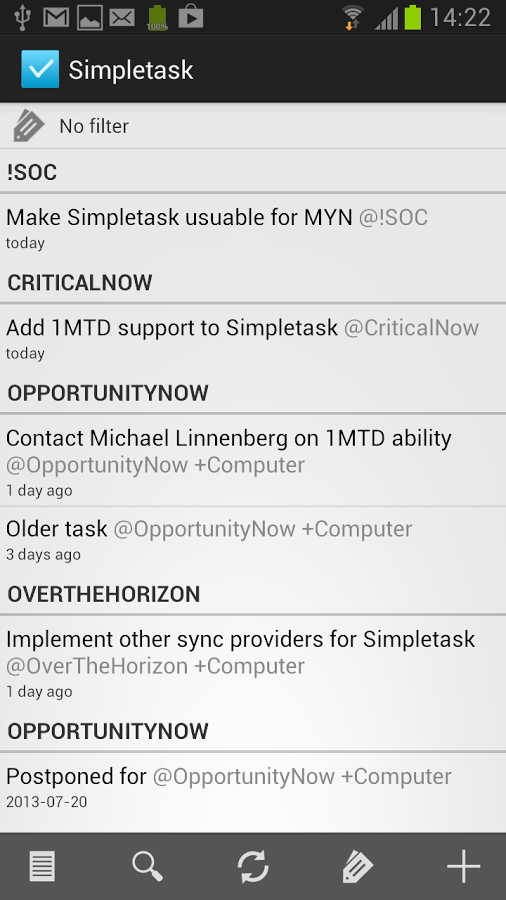 100%
14:22
Simpletask
No filter
!SOC
Make Simpletask usuable for MYN @!SOC
today
CRITICALNOW
Add 1MTD support to Simpletask @CriticalNow
today
OPPORTUNITYNOW
Contact Michael Linnenberg on 1MTD ability
@OpportunityNow +Computer
1 day ago
Older task @OpportunityNow +Computer
3 days ago
OVERTHEHORIZON
Implement other sync providers for Simpletask
@OverTheHorizon +Computer
1 day ago
OPPORTUNITYNOW
Postponed for @OpportunityNow +Computer
2013-07-20